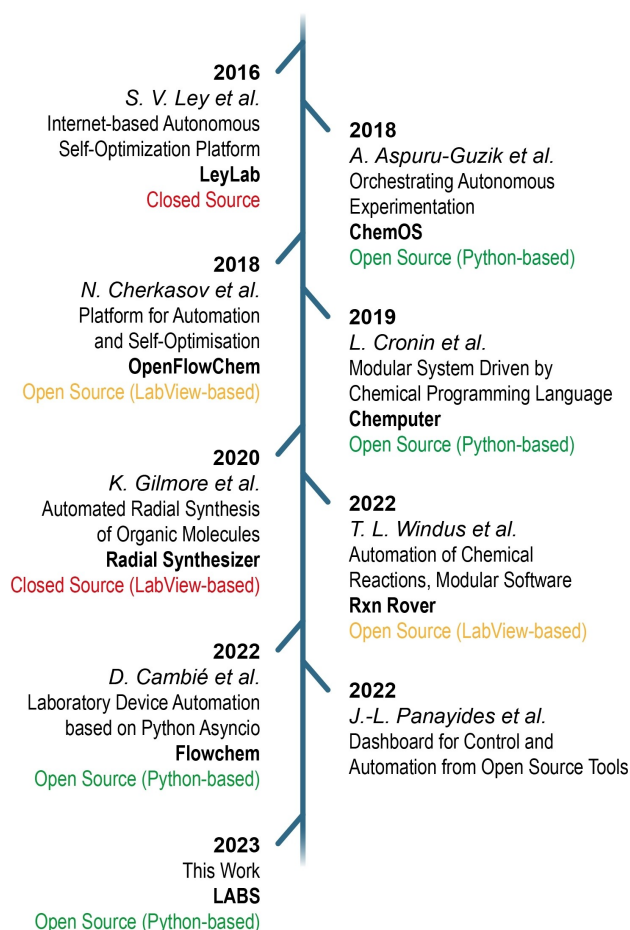 2016
S. V. Ley et al.
Internet-based Autonomous
Self-Optimization Platform
LeyLab
Closed Source
2018
A. Aspuru-Guzik et al.
Orchestrating Autonomous
Experimentation
ChemOS
Open Source (Python-based)
2018
N. Cherkasov et al.
Platform for Automation
and Self-Optimisation
OpenFlowChem
Open Source (LabView-based)
2019
L. Cronin et al.
Modular System Driven by
Chemical Programming Language
Chemputer
Open Source (Python-based)
2020
K. Gilmore et al.
Automated Radial Synthesis
of Organic Molecules
Radial Synthesizer
Closed Source (LabView-based)
2022
T. L. Windus et al.
Automation of Chemical
Reactions, Modular Software
Rxn Rover
Open Source (LabView-based)
2022
D. Cambié et al.
Laboratory Device Automation
based on Python Asyncio
Flowchem
Open Source (Python-based)
2022
J.-L. Panayides et al.
Dashboard for Control and
Automation from Open Source Tools
2023
This Work
LABS
Open Source (Python-based)